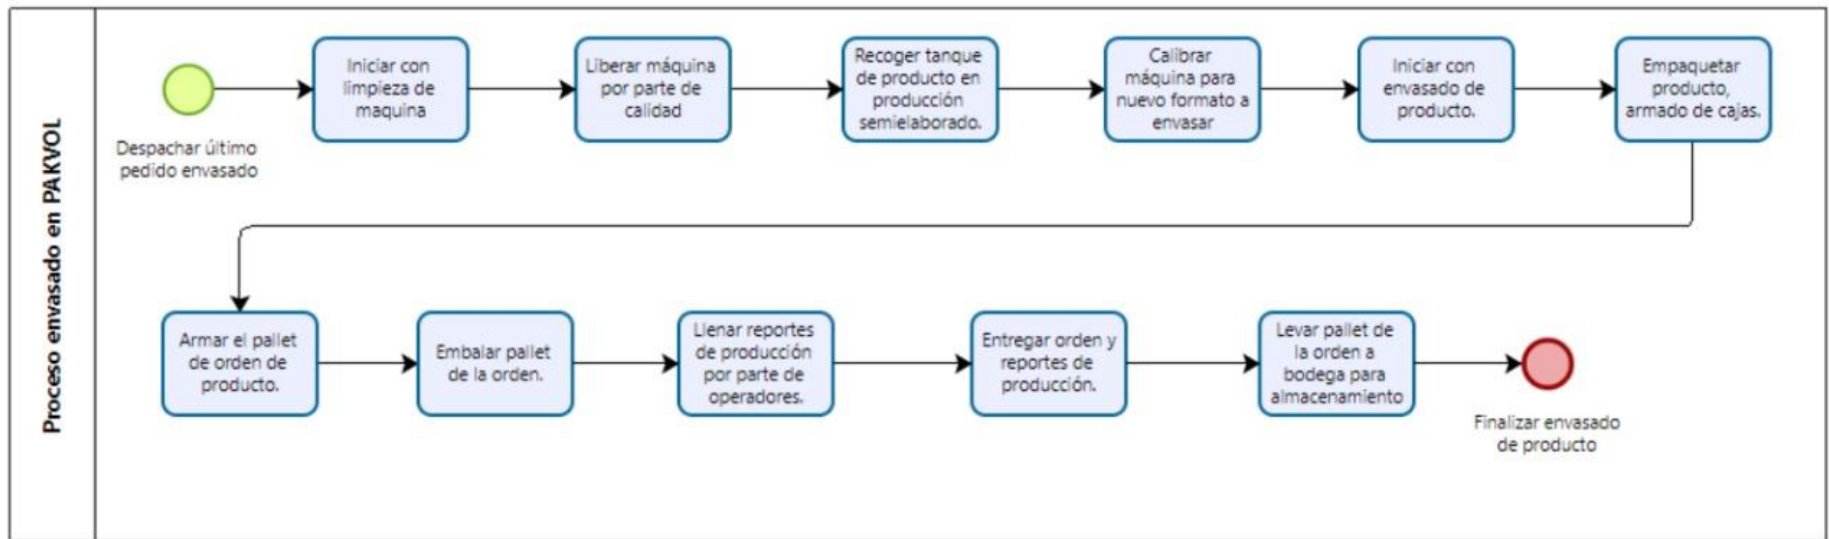 Proceso envasado en PAKVOL
Despachar último
pedido envasado
Iniciar con
limpieza de
maquina
Liberar máquina
por parte de
calidad
Recoger tanque
de producto en
producción
semielaborado.
Calibrar
máquina para
nuevo formato a
envasar
Iniciar con
envasado de
producto.
Empaquetar
producto,
armado de cajas.
Armar el pallet
de orden de
producto.
Embalar pallet
de la orden.
Llenar reportes
de producción
por parte de
operadores.
Entregar orden y
reportes de
producción.
Levar pallet de
la orden a
bodega para
almacenamiento
Finalizar envasado
de producto